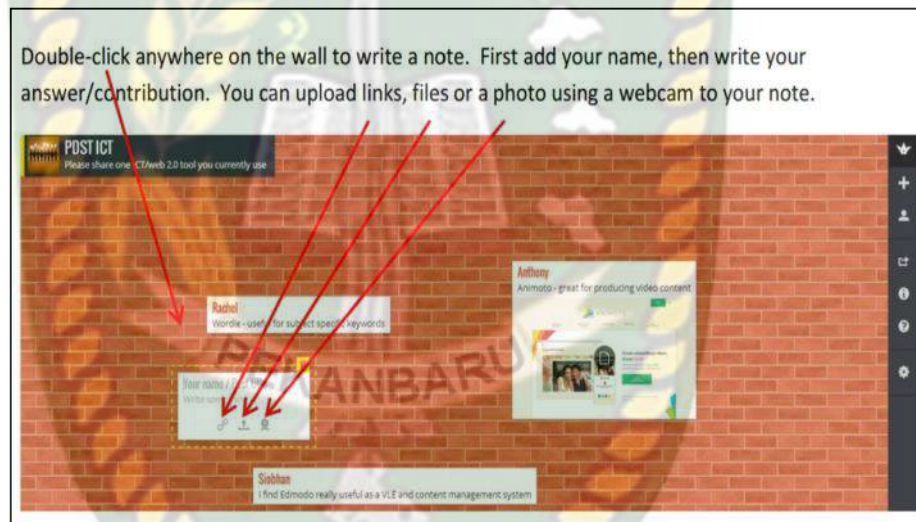 Double-click anywhere on the wall to write a note. First add your name, then write your
answer/contribution. You can upload links, files or a photo using a webcam to your note.
POST ICT
Please share one ICT/web 2.0 tool you currently use
Anthony
Animoto - great for producing video content
Rachel
Wordle - useful for subject specific keywords
PEKANBARU
Your name /
Write
Siobhan
I find Edmodo really useful as a VLE and content management system